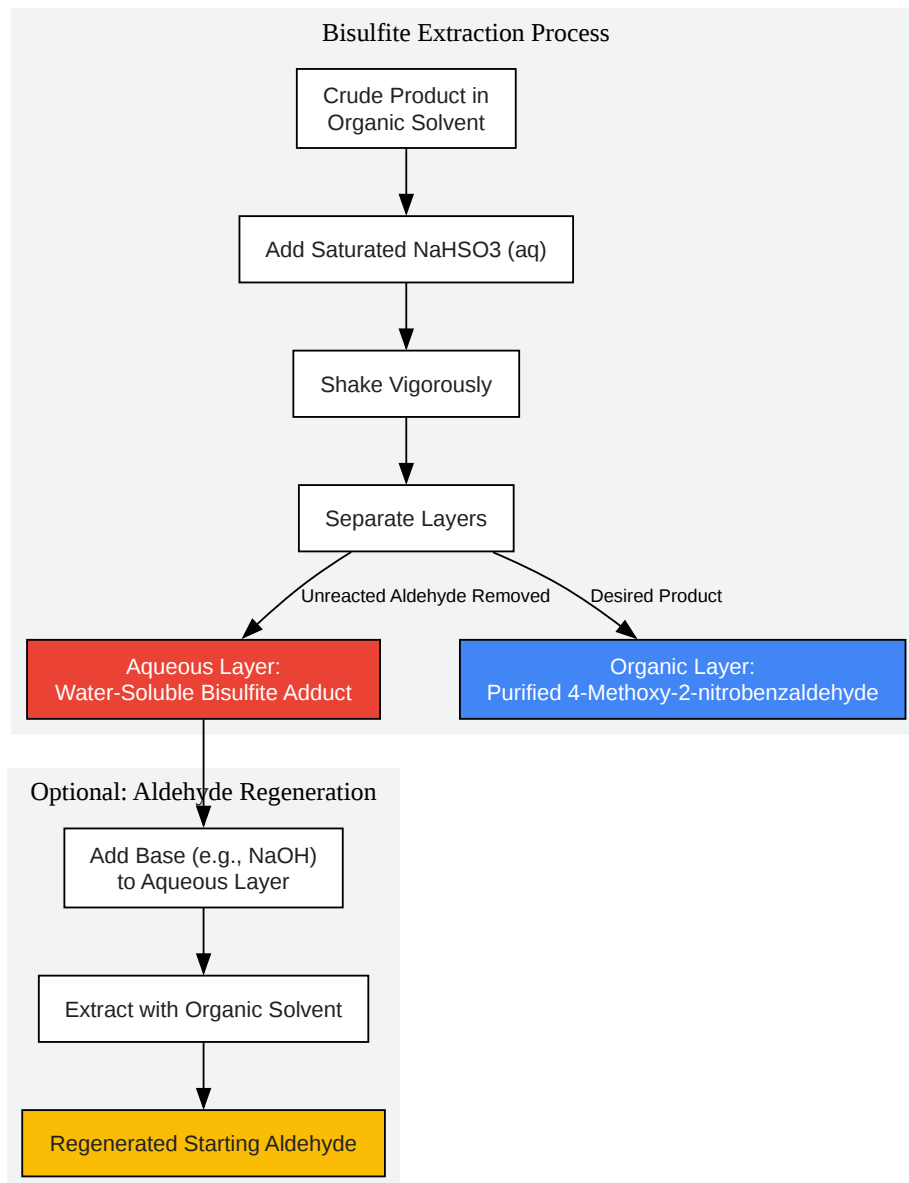 Bisulfite Extraction Process
Crude Product in
Organic Solvent
Add Saturated NaHSO3 (aq)
Shake Vigorously
Separate Layers
Unreacted Aldehyde Removed
Desired Product
Aqueous Layer:
Water-Soluble Bisulfite Adduct
Organic Layer:
Purified 4-Methoxy-2-nitrobenzaldehyde
Optional: Aldehyde Regeneration
Add Base (e.g., NaOH)
to Aqueous Layer
Extract with Organic Solvent
Regenerated Starting Aldehyde